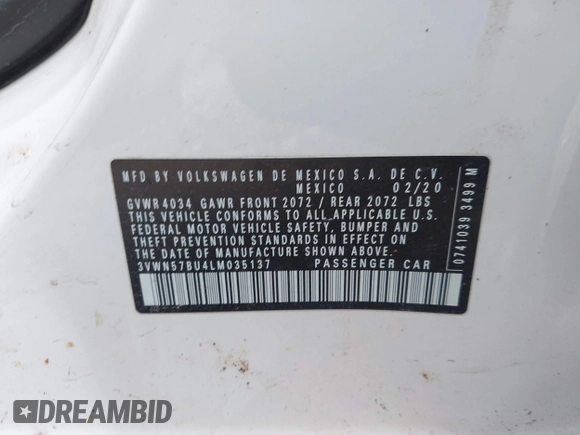 MFD BY VOLKSWAGEN DE MEXICO S.A. DE C.V.
MEXICO 02/20
GVWR 4034 GAWR FRONT 2072 / REAR 2072 LBS
THIS VEHICLE CONFORMS TO ALL APPLICABLE U.S.
FEDERAL MOTOR VEHICLE SAFETY, BUMPER AND
THEFT PREVENTION STANDARDS IN EFFECT ON
THE DATE OF MANUFACTURE SHOWN ABOVE.
3VWN57BU4LM035137 PASSENGER CAR
0741039 3499 M
DREAMBID